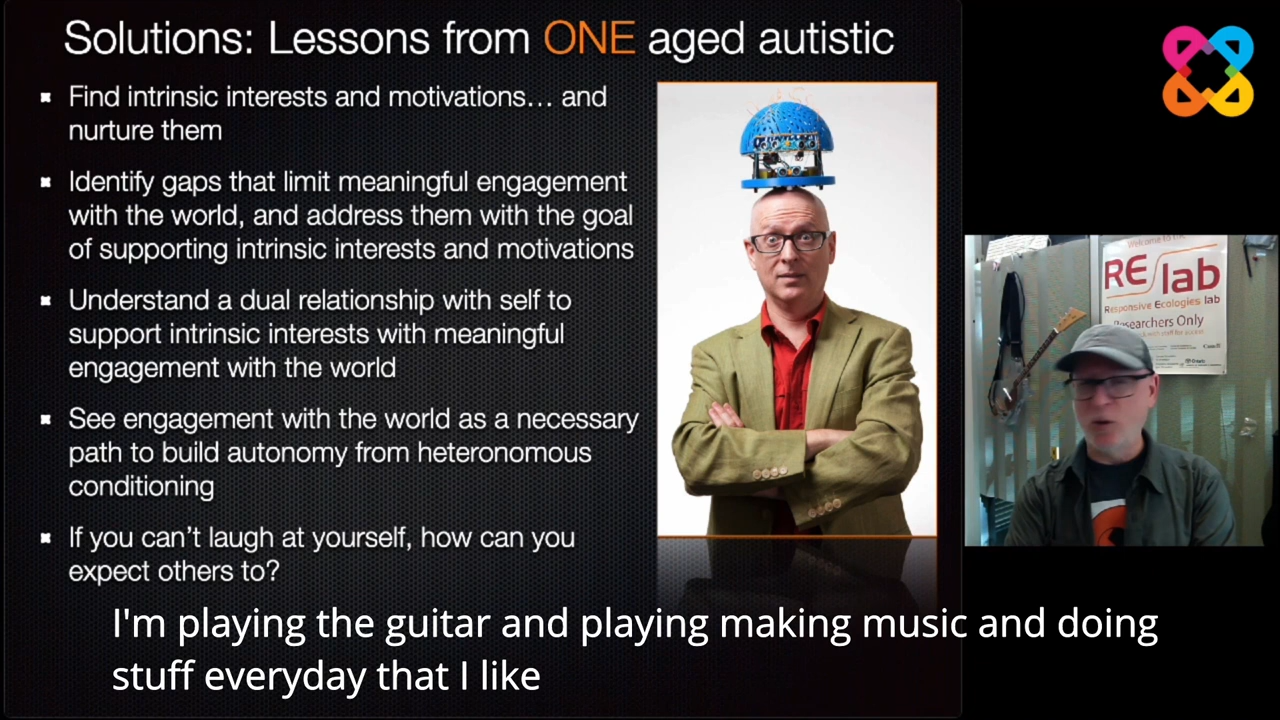 Solutions: Lessons from ONE aged autistic
Find intrinsic interests and motivations… and
nurture them
Identify gaps that limit meaningful engagement
with the world, and address them with the goal
of supporting intrinsic interests and motivations
Understand a dual relationship with self to
support intrinsic interests with meaningful
engagement with the world
See engagement with the world as a necessary
path to build autonomy from heteronomous
conditioning
If you can’t laugh at yourself, how can you
expect others to?
Welcome to the
RE lab
Responsive Ecologies lab
Researchers Only
I'm playing the guitar and playing making music and doing
stuff everyday that I like